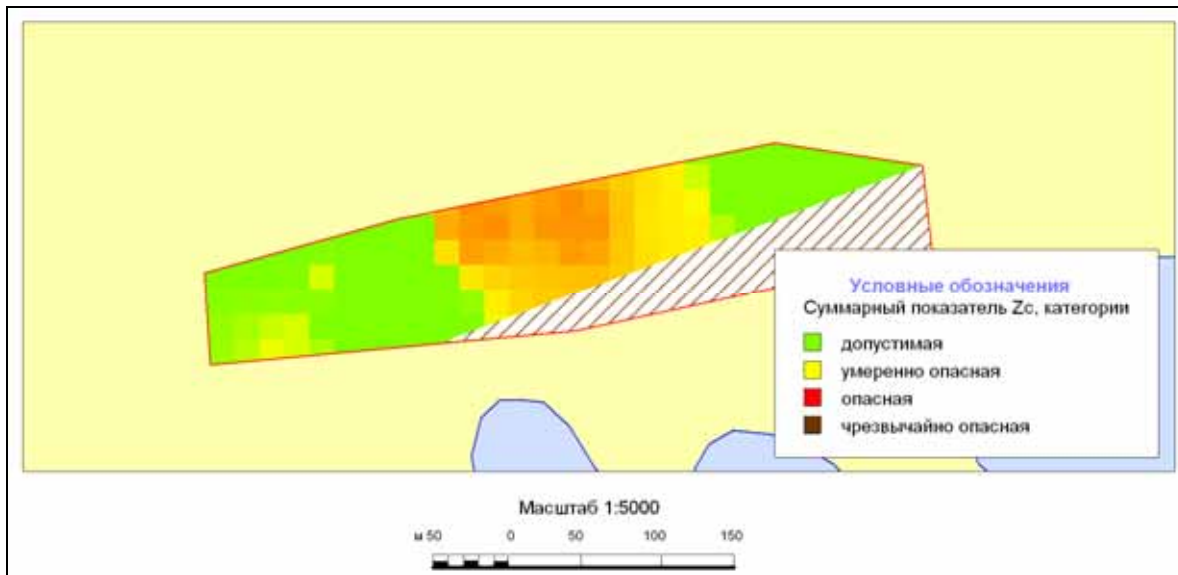 Условные обозначения
Суммарный показатель Zc, категории
допустимая
умеренно опасная
опасная
чрезвычайно опасная
Масштаб 1:5000
м 50 0 50 100 150